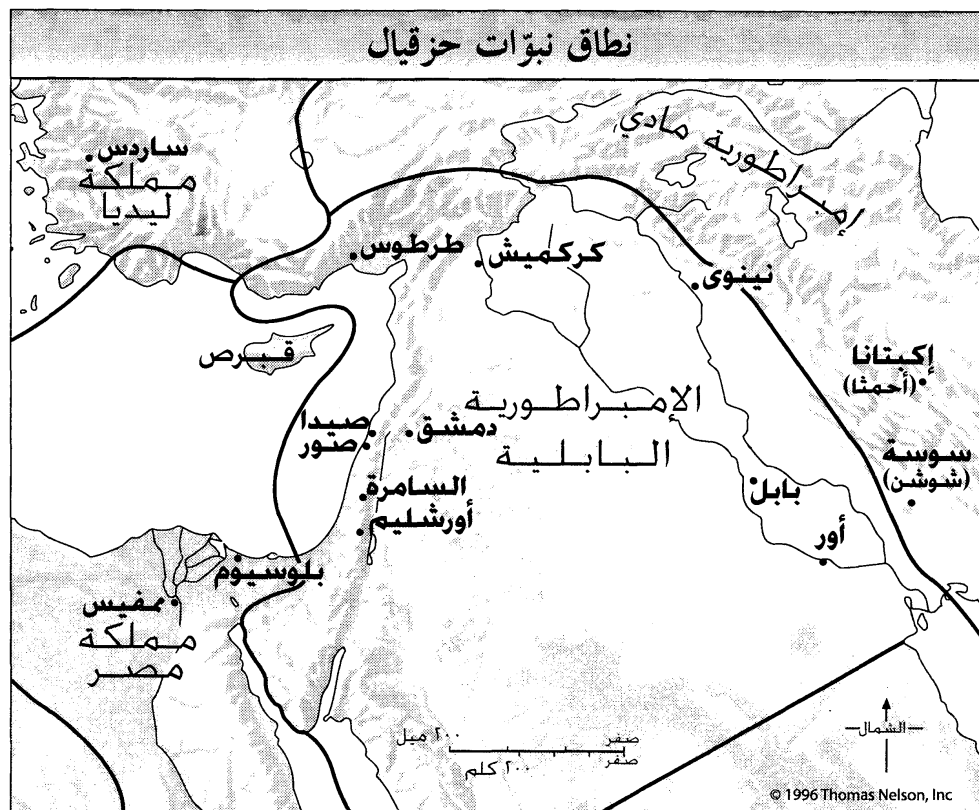 نطاق نبوّات حزقيال
إمبراطورية مادي
ساردس
مملكة
ليديا
طرطوس
كركميش
نينوى
قبرص
إكبتانا
(أحمثا)
الإمبراطورية
البابلية
صيدا
صور
دمشق
سوسة
(شوشن)
السامرة
أورشليم
بابل
أور
بلوسيوم
ممفيس
مملكة
مصر
صفر
٢٠٠ ميل
صفر
٢٠٠ كلم
الشمال
© 1996 Thomas Nelson, Inc